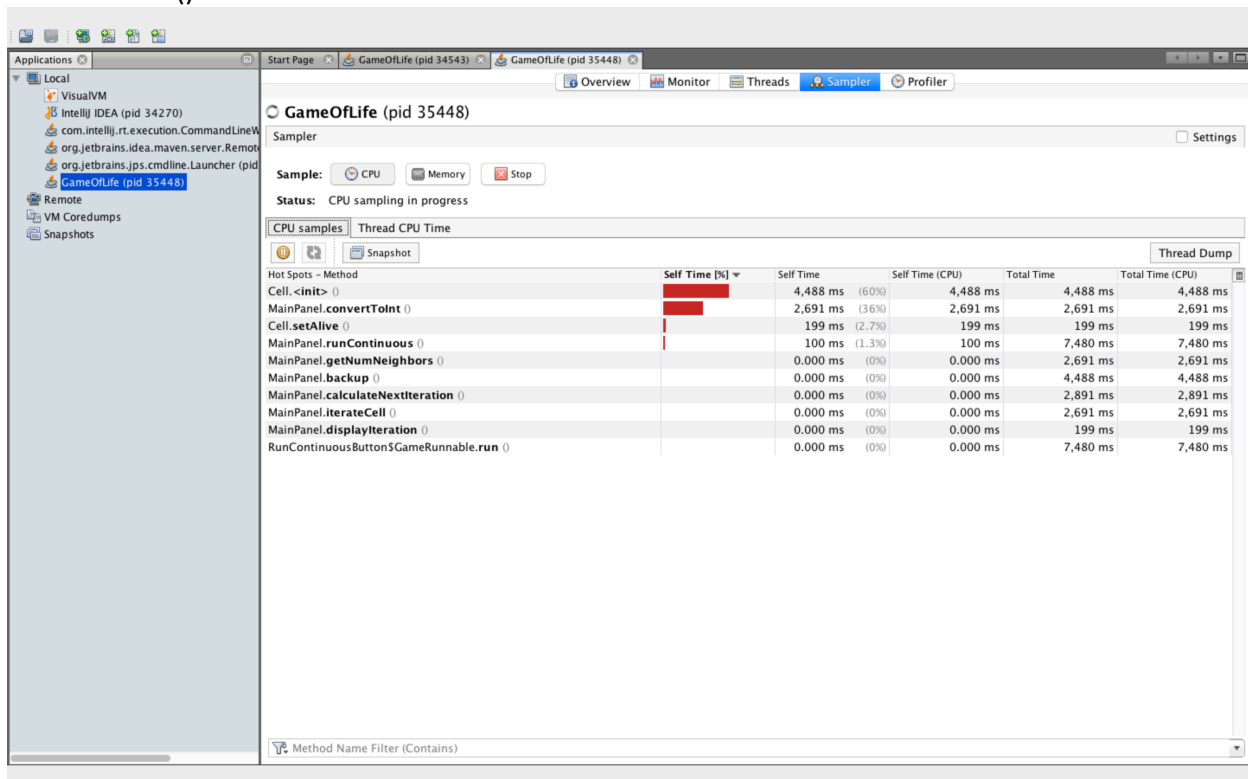 ()
Applications
Start Page GameOfLife (pid 34543) GameOfLife (pid 35448)
Local
VisualVM
IntelliJ IDEA (pid 34270)
com.intellij.rt.execution.CommandLineW
org.jetbrains.idea.maven.server.Remot
org.jetbrains.jps.cmdline.Launcher (pid
GameOfLife (pid 35448)
Remote
VM Coredumps
Snapshots
Overview Monitor Threads Sampler Profiler
GameOfLife (pid 35448)
Sampler Settings
Sample: CPU Memory Stop
Status: CPU sampling in progress
CPU samples Thread CPU Time
Snapshot Thread Dump
Hot Spots – Method Self Time [%] Self Time Self Time (CPU) Total Time Total Time (CPU)
Cell.<init> () 4,488 ms (60%) 4,488 ms 4,488 ms 4,488 ms
MainPanel.convertToInt () 2,691 ms (36%) 2,691 ms 2,691 ms 2,691 ms
Cell.setAlive () 199 ms (2.7%) 199 ms 199 ms 199 ms
MainPanel.runContinuous () 100 ms (1.3%) 100 ms 7,480 ms 7,480 ms
MainPanel.getNumNeighbors () 0.000 ms (0%) 0.000 ms 2,691 ms 2,691 ms
MainPanel.backup () 0.000 ms (0%) 0.000 ms 4,488 ms 4,488 ms
MainPanel.calculateNextIteration () 0.000 ms (0%) 0.000 ms 2,891 ms 2,891 ms
MainPanel.iterateCell () 0.000 ms (0%) 0.000 ms 2,691 ms 2,691 ms
MainPanel.displayIteration () 0.000 ms (0%) 0.000 ms 199 ms 199 ms
RunContinuousButton$GameRunnable.run () 0.000 ms (0%) 0.000 ms 7,480 ms 7,480 ms
Method Name Filter (Contains)